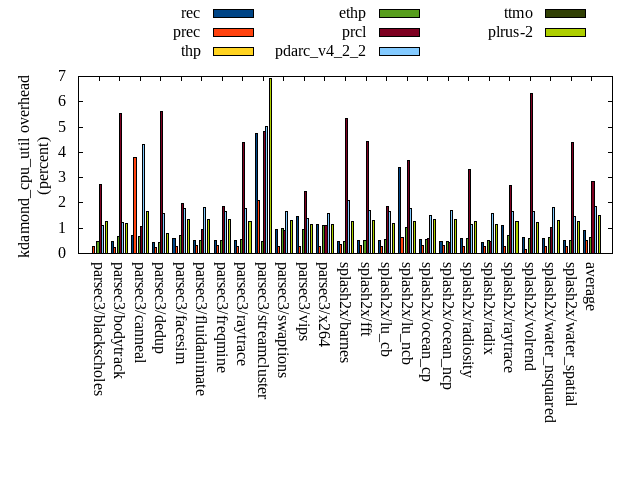 rec
prec
thp
ethp
prcl
pdarc_v4_2_2
ttmo
plrus-2
kdamond_cpu_util overhead
(percent)
7
6
5
4
3
2
1
0
parsec3/blackscholes
parsec3/bodytrack
parsec3/canneal
parsec3/dedup
parsec3/facesim
parsec3/fluidanimate
parsec3/freqmine
parsec3/raytrace
parsec3/streamcluster
parsec3/swaptions
parsec3/vips
parsec3/x264
splash2x/barnes
splash2x/fft
splash2x/lu_cb
splash2x/lu_ncb
splash2x/ocean_cp
splash2x/ocean_ncp
splash2x/radiosity
splash2x/radix
splash2x/raytrace
splash2x/volrend
splash2x/water_nsquared
splash2x/water_spatial
average